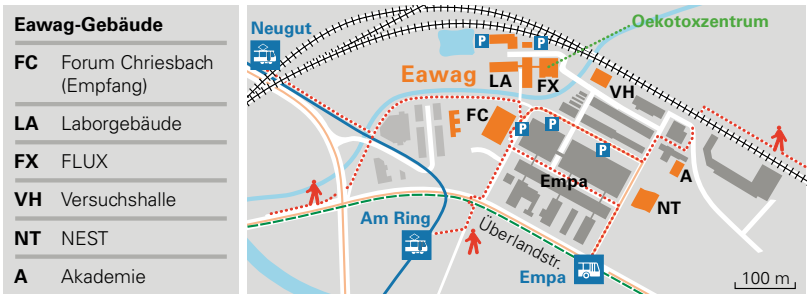 Eawag-Gebäude
FC Forum Chriesbach
(Empfang)
LA Laborgebäude
FX FLUX
VH Versuchshalle
NT NEST
A Akademie
Neugut
Oekotoxzentrum
P
P
Eawag
LA
FX
VH
FC
P
P
P
Empa
A
NT
Am Ring
Überlandstr.
Empa
100 m